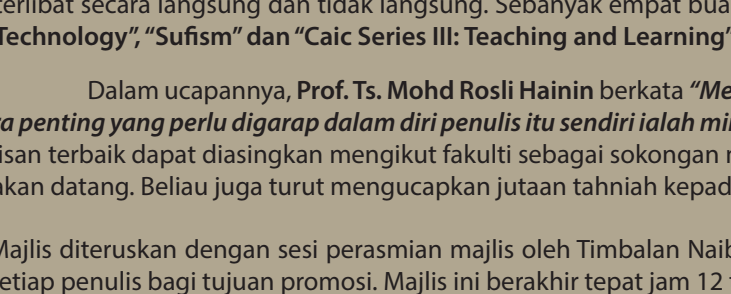 terlibat secara langsung dan tidak langsung. Sebanyak empat bua
Technology”, “Sufism” dan “Caic Series III: Teaching and Learning”
Dalam ucapannya, Prof. Ts. Mohd Rosli Hainin berkata “Me
a penting yang perlu digarap dalam diri penulis itu sendiri ialah mi
isan terbaik dapat diasingkan mengikut fakulti sebagai sokongan
akan datang. Beliau juga turut mengucapkan jutaan tahniah kepad
Majlis diteruskan dengan sesi perasmian majlis oleh Timbalan Naib
etiap penulis bagi tujuan promosi. Majlis ini berakhir tepat jam 12